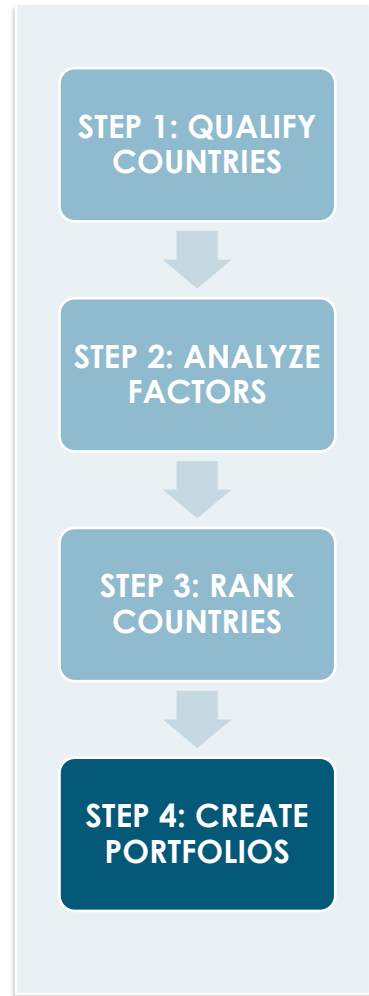 STEP 1: QUALIFY
COUNTRIES
STEP 2: ANALYZE
FACTORS
STEP 3: RANK
COUNTRIES
STEP 4: CREATE
PORTFOLIOS